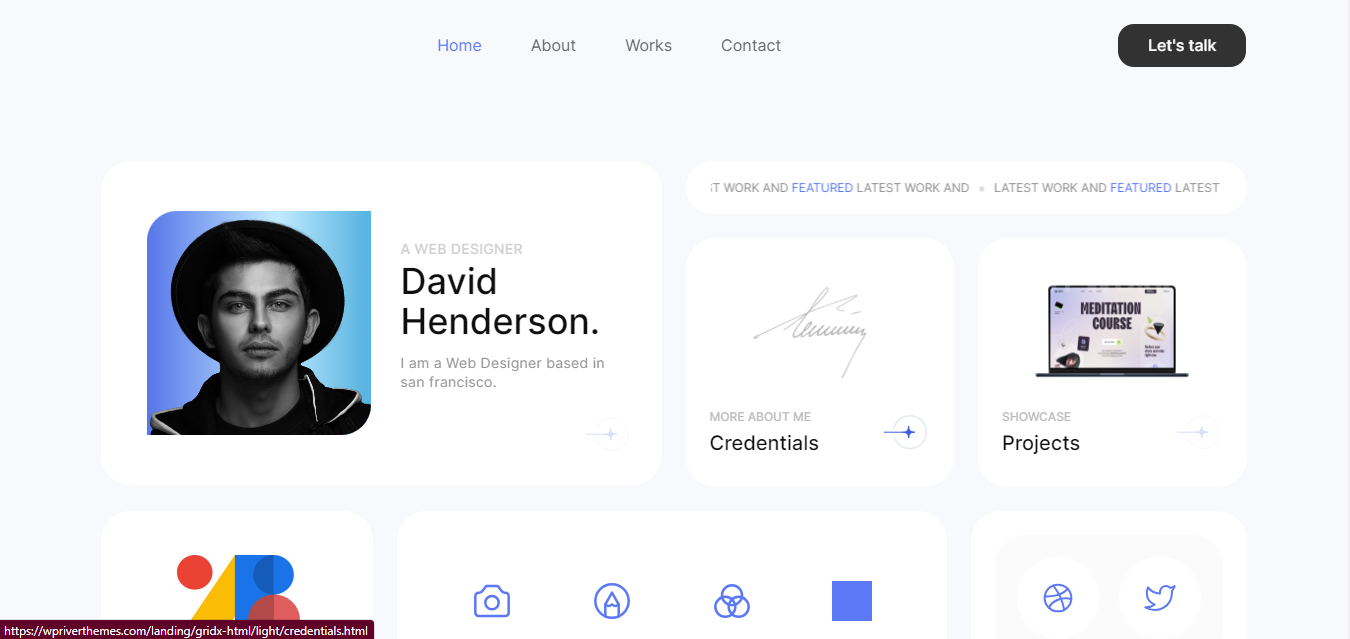 Home About Works Contact Let's talk
T WORK AND FEATURED LATEST WORK AND LATEST WORK AND FEATURED LATEST
A WEB DESIGNER
David
Henderson.
I am a Web Designer based in
san francisco.
MEDITATION
COURSE
MORE ABOUT ME
Credentials
SHOWCASE
Projects
https://wpriverthemes.com/landing/gridx-html/light/credentials.html